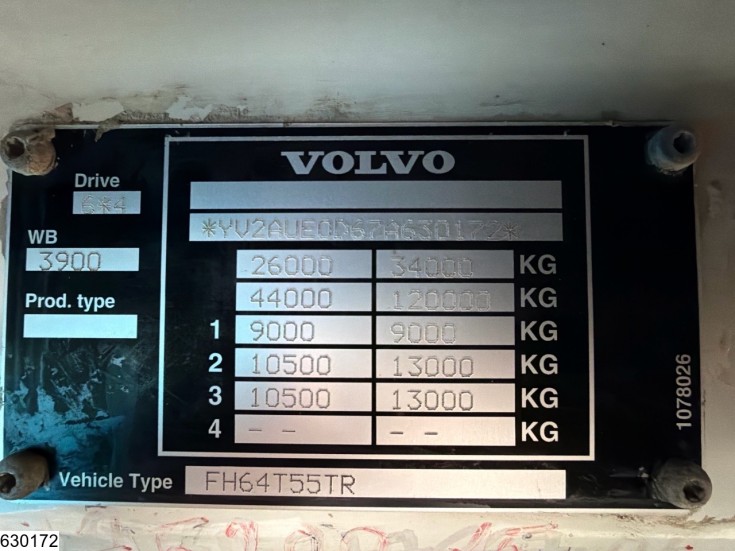 VOLVO
Drive
6*4
*YV2AUE0D67A630172*
WB
3900
26000 34000 KG
44000 120000 KG
Prod. type
1 9000 9000 KG
2 10500 13000 KG
3 10500 13000 KG
4 - - - - KG
1078026
Vehicle Type FH64T55TR
630172